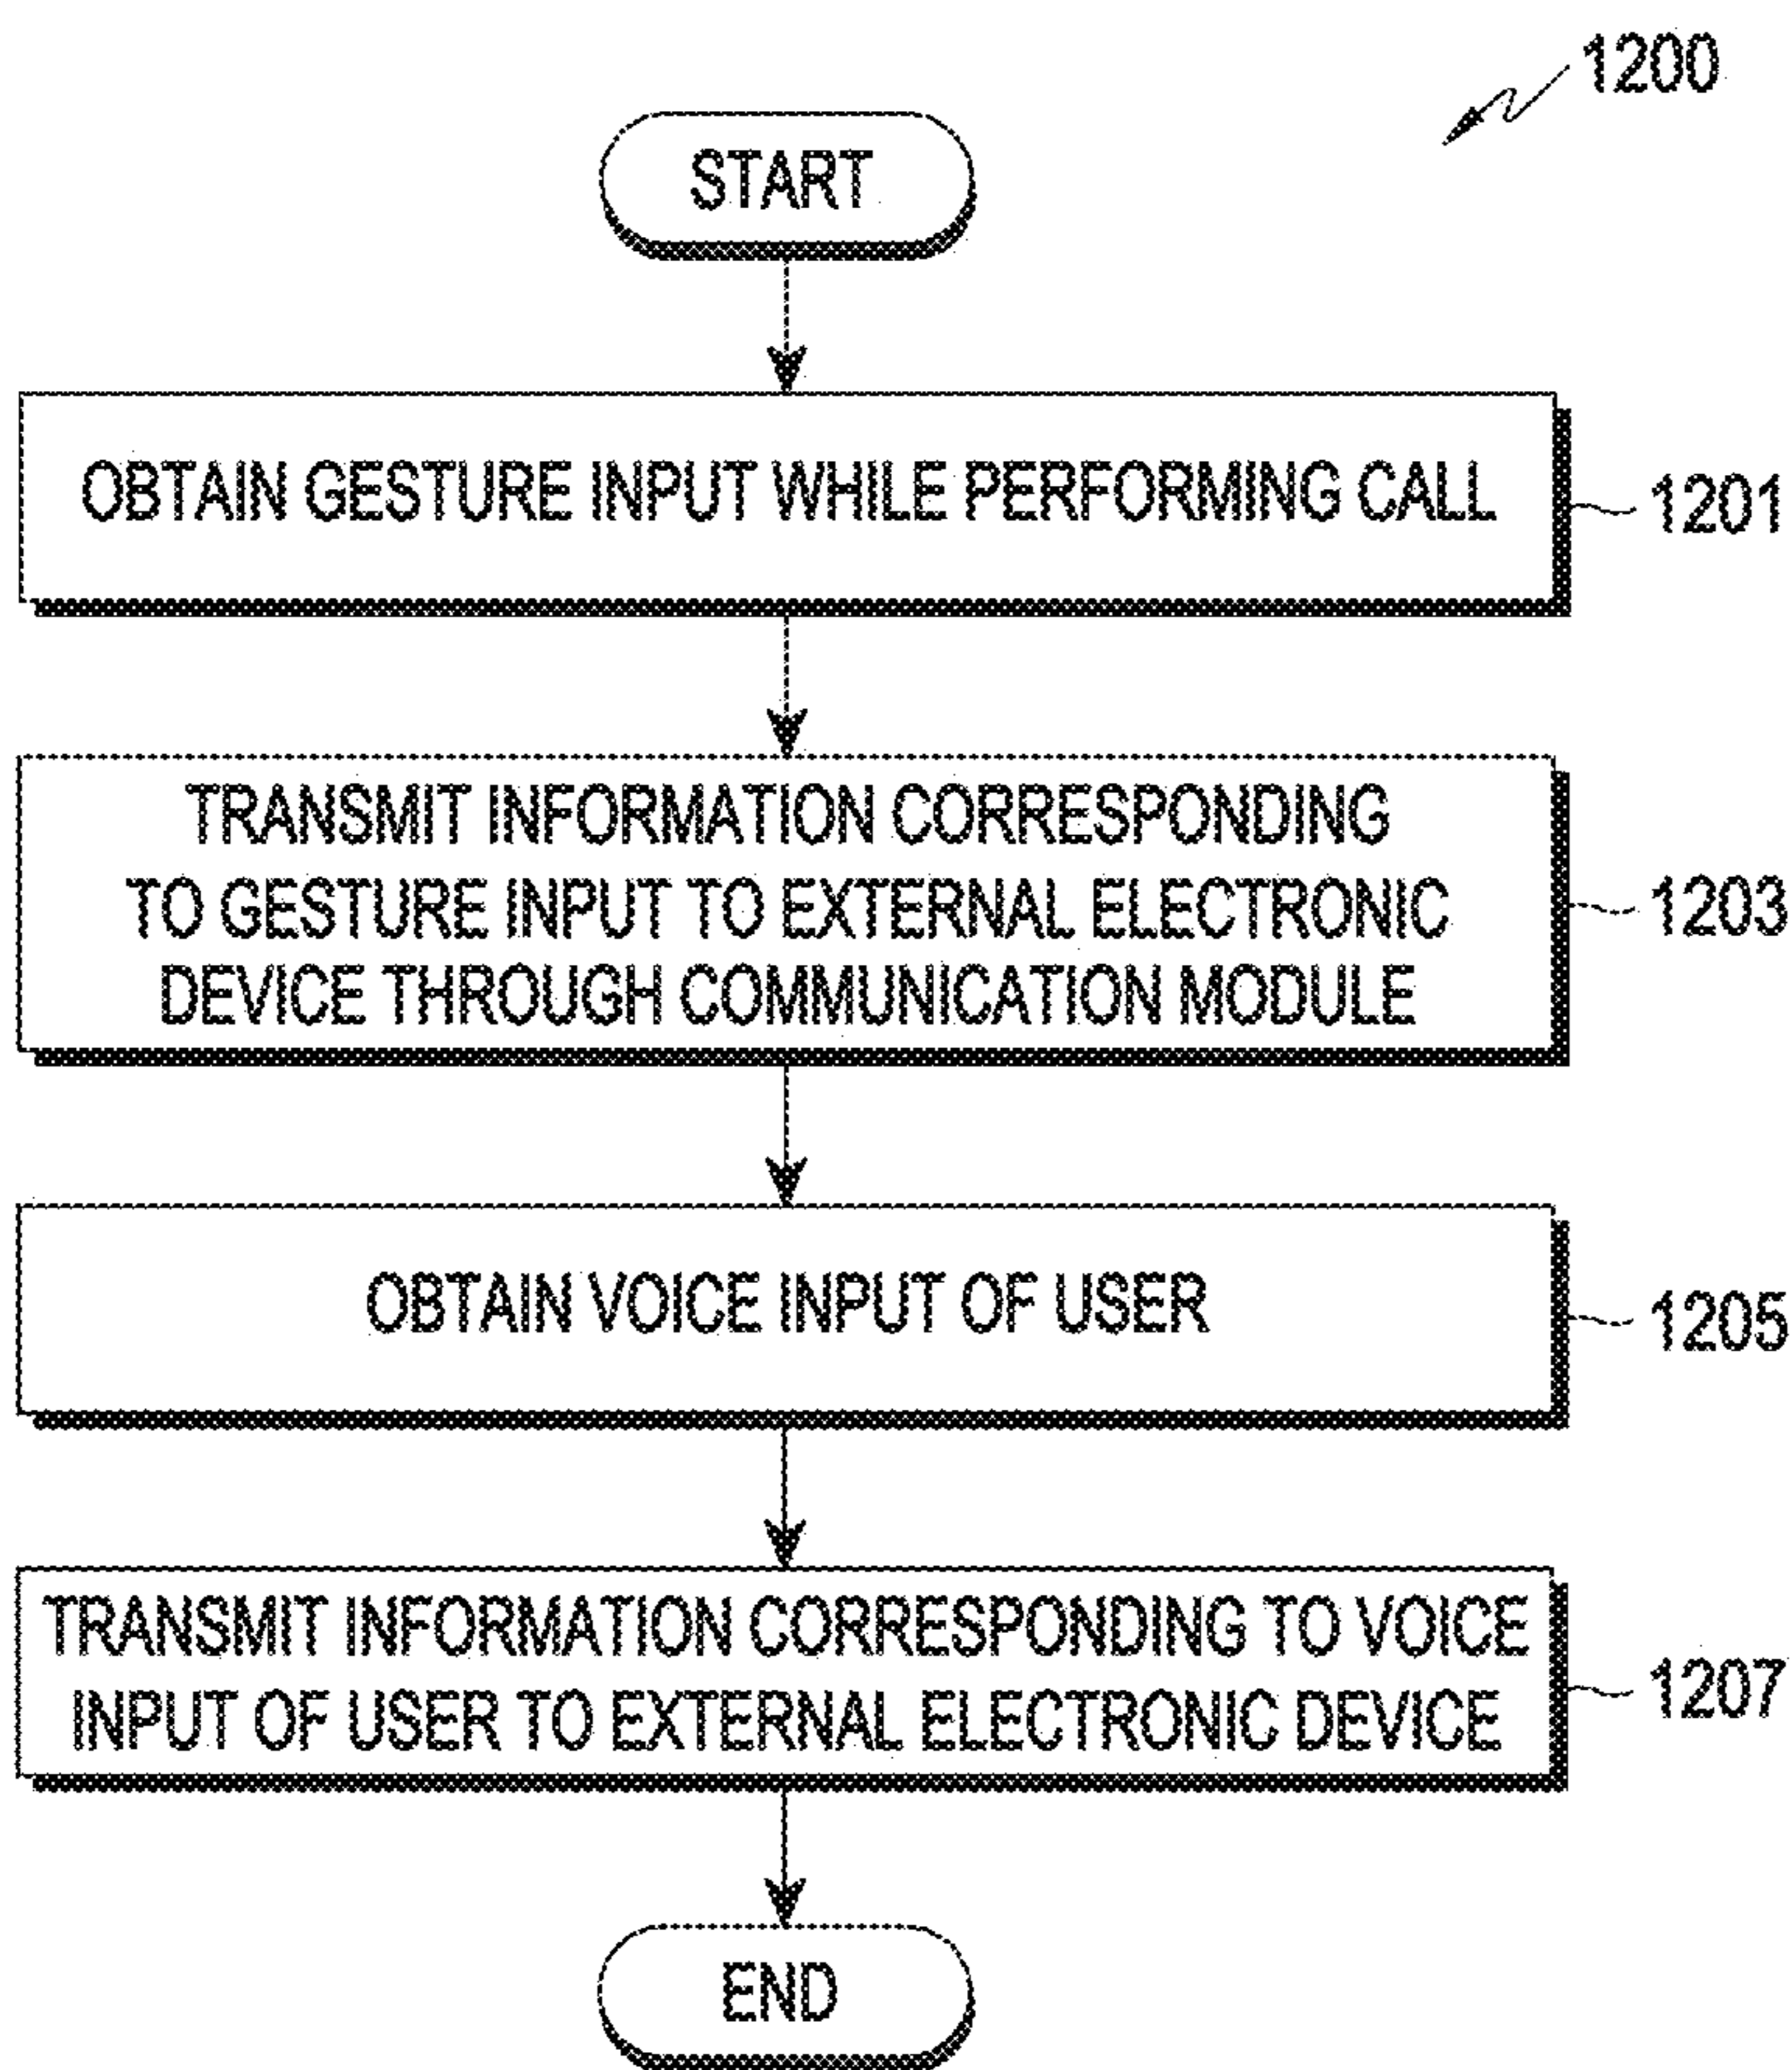 1200
START
OBTAIN GESTURE INPUT WHILE PERFORMING CALL
1201
TRANSMIT INFORMATION CORRESPONDING
TO GESTURE INPUT TO EXTERNAL ELECTRONIC
DEVICE THROUGH COMMUNICATION MODULE
1203
OBTAIN VOICE INPUT OF USER
1205
TRANSMIT INFORMATION CORRESPONDING TO VOICE
INPUT OF USER TO EXTERNAL ELECTRONIC DEVICE
1207
END